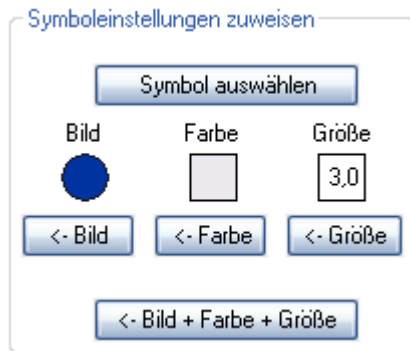 Symboleinstellungen zuweisen
Symbol auswählen
Bild Farbe Größe
3,0
<- Bild <- Farbe <- Größe
<- Bild + Farbe + Größe